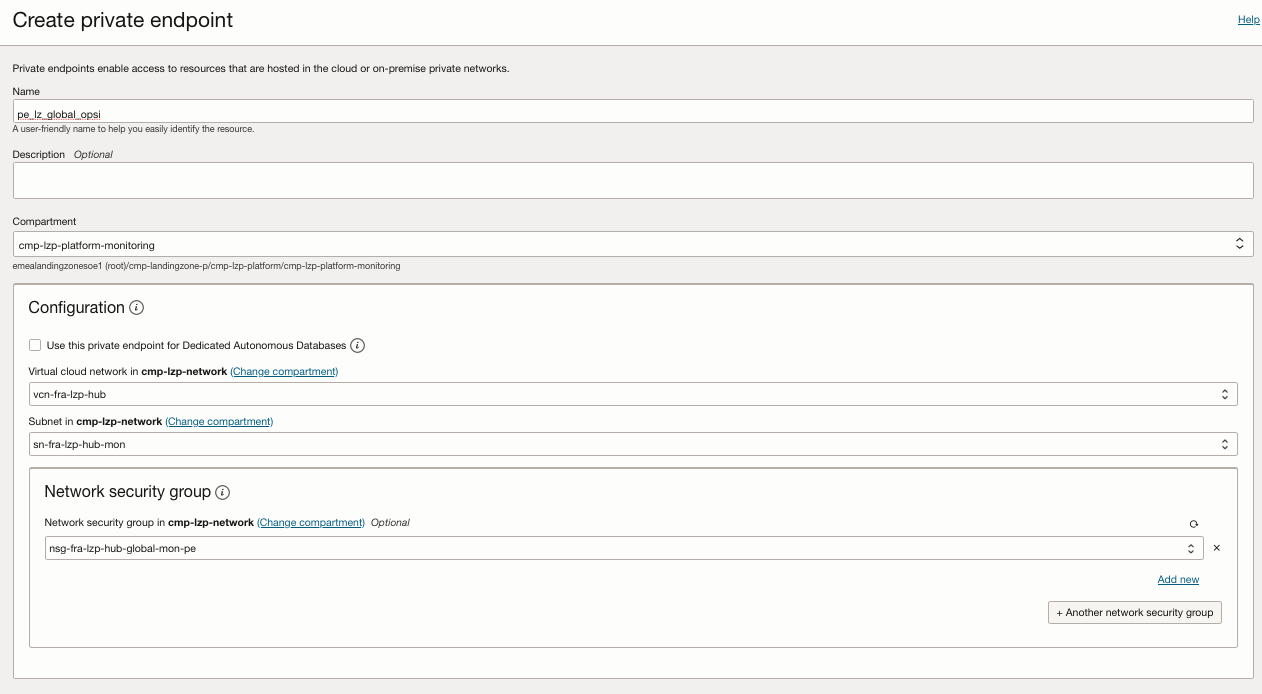 Create private endpoint
Help
Private endpoints enable access to resources that are hosted in the cloud or on-premise private networks.
Name
pe_lz_global_opsi
A user-friendly name to help you easily identify the resource.
Description Optional
Compartment
cmp-lzp-platform-monitoring
emealandingzonesoe1 (root)/cmp-landingzone-p/cmp-lzp-platform/cmp-lzp-platform-monitoring
Configuration
Use this private endpoint for Dedicated Autonomous Databases
Virtual cloud network in cmp-lzp-network (Change compartment)
vcn-fra-lzp-hub
Subnet in cmp-lzp-network (Change compartment)
sn-fra-lzp-hub-mon
Network security group
Network security group in cmp-lzp-network (Change compartment) Optional
nsg-fra-lzp-hub-global-mon-pe
Add new
+ Another network security group